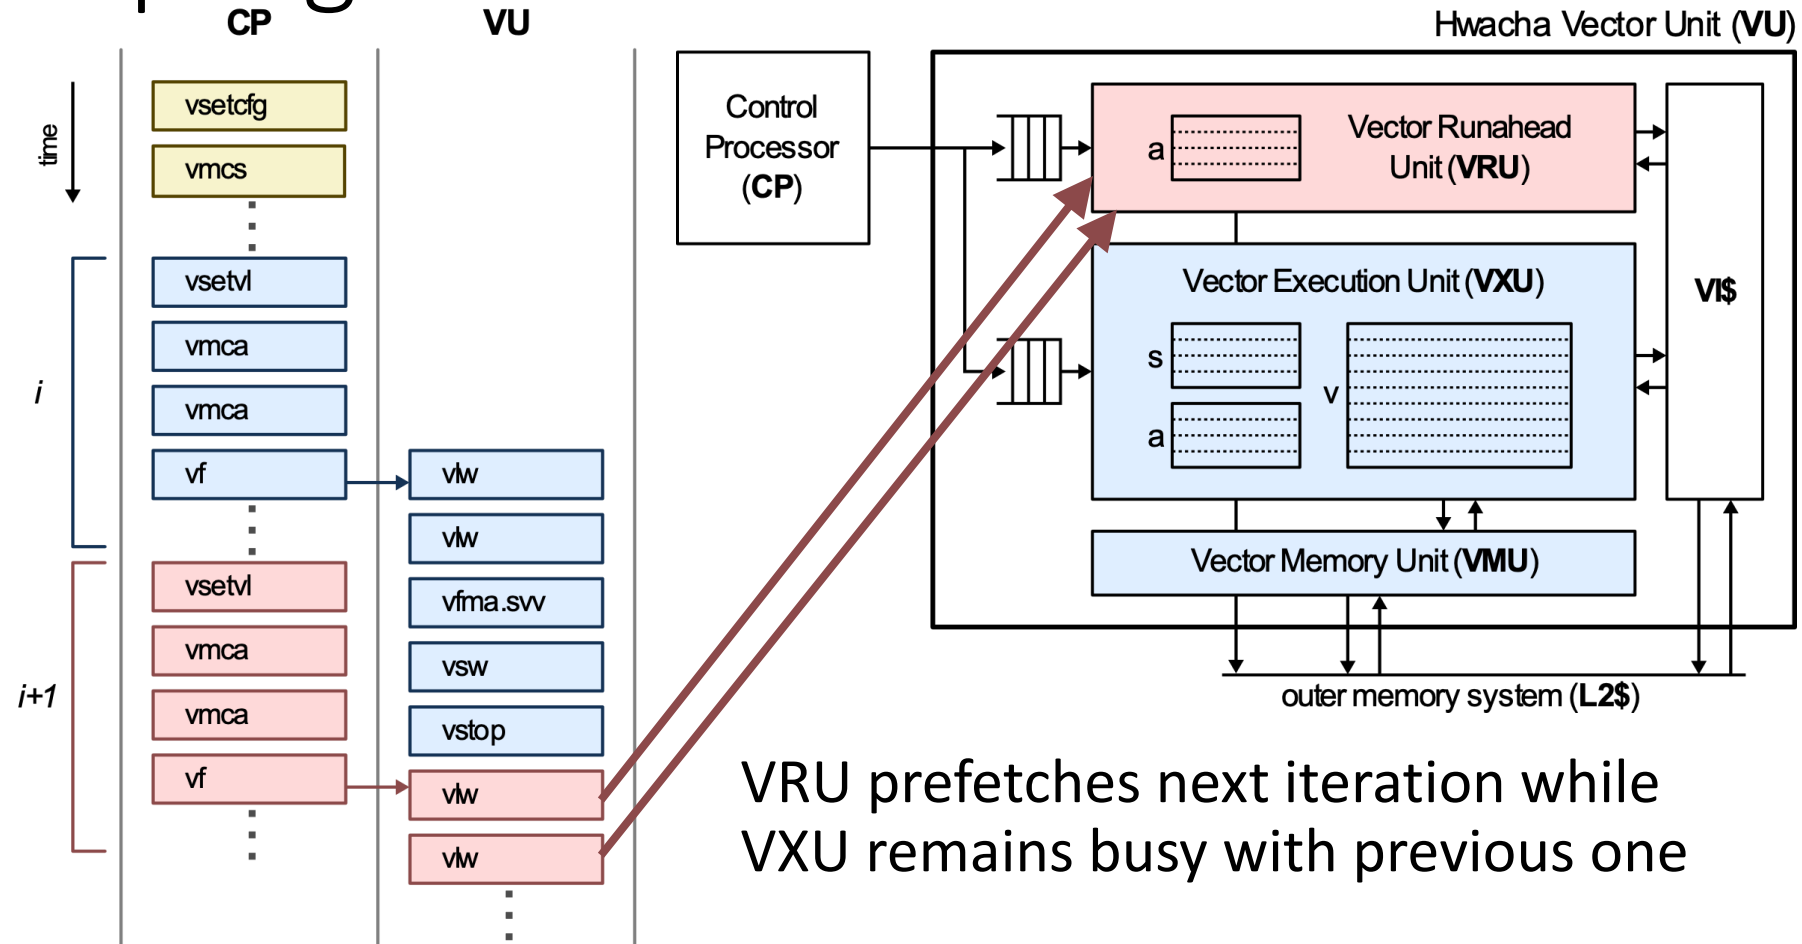 CP
VU
time
vsetcfg
vmcs
i
vsetvl
vmca
vmca
vf
i+1
vsetvl
vmca
vmca
vf
vlw
vlw
vfma.svv
vsw
vstop
vlw
vlw
Hwacha Vector Unit (VU)
Control
Processor
(CP)
a
Vector Runahead
Unit (VRU)
Vector Execution Unit (VXU)
s
a
v
VI$
Vector Memory Unit (VMU)
outer memory system (L2$)
VRU prefetches next iteration while
VXU remains busy with previous one